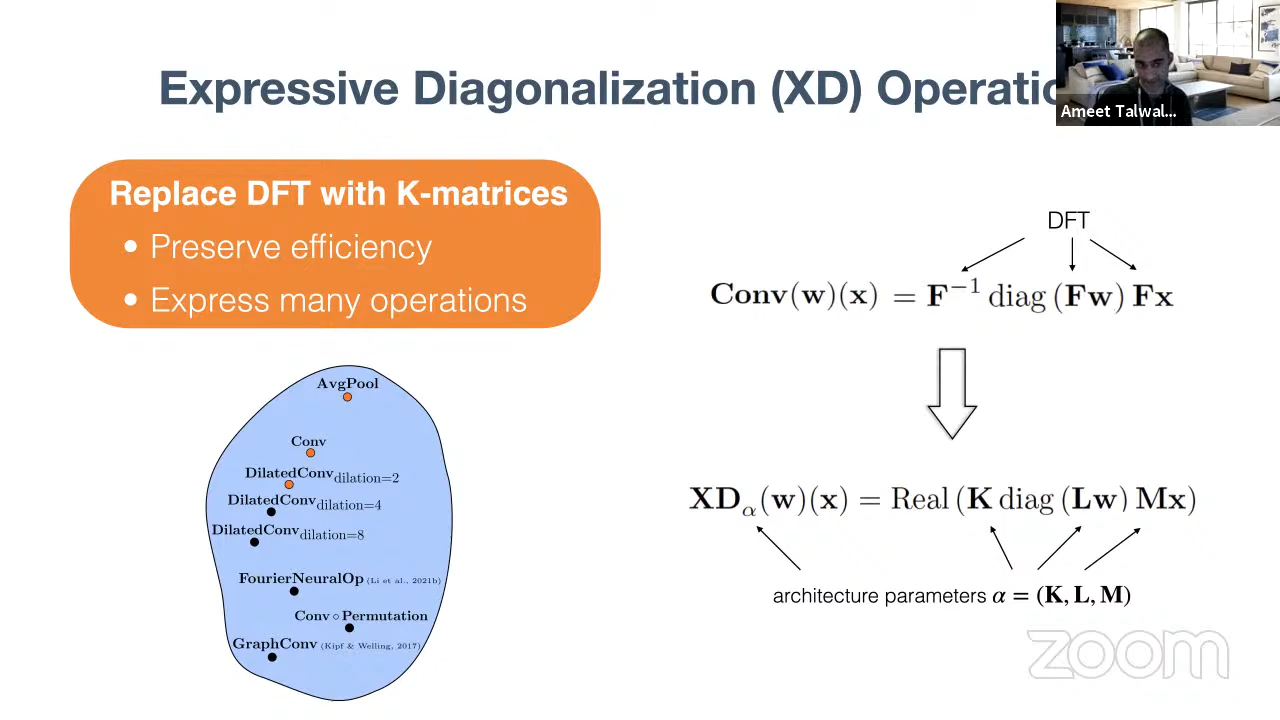 Expressive Diagonalization (XD) Operatio
Ameet Talwal...
Replace DFT with K-matrices
• Preserve efficiency
• Express many operations
DFT
Conv(w)(x) = F⁻¹ diag (Fw) Fx
XD_α(w)(x) = Real (K diag (Lw) Mx)
architecture parameters α = (K, L, M)
AvgPool
Conv
DilatedConv dilation=2
DilatedConv dilation=4
DilatedConv dilation=8
FourierNeuralOp (Li et al., 2021b)
Conv ∘ Permutation
GraphConv (Kipf & Welling, 2017)
zoom